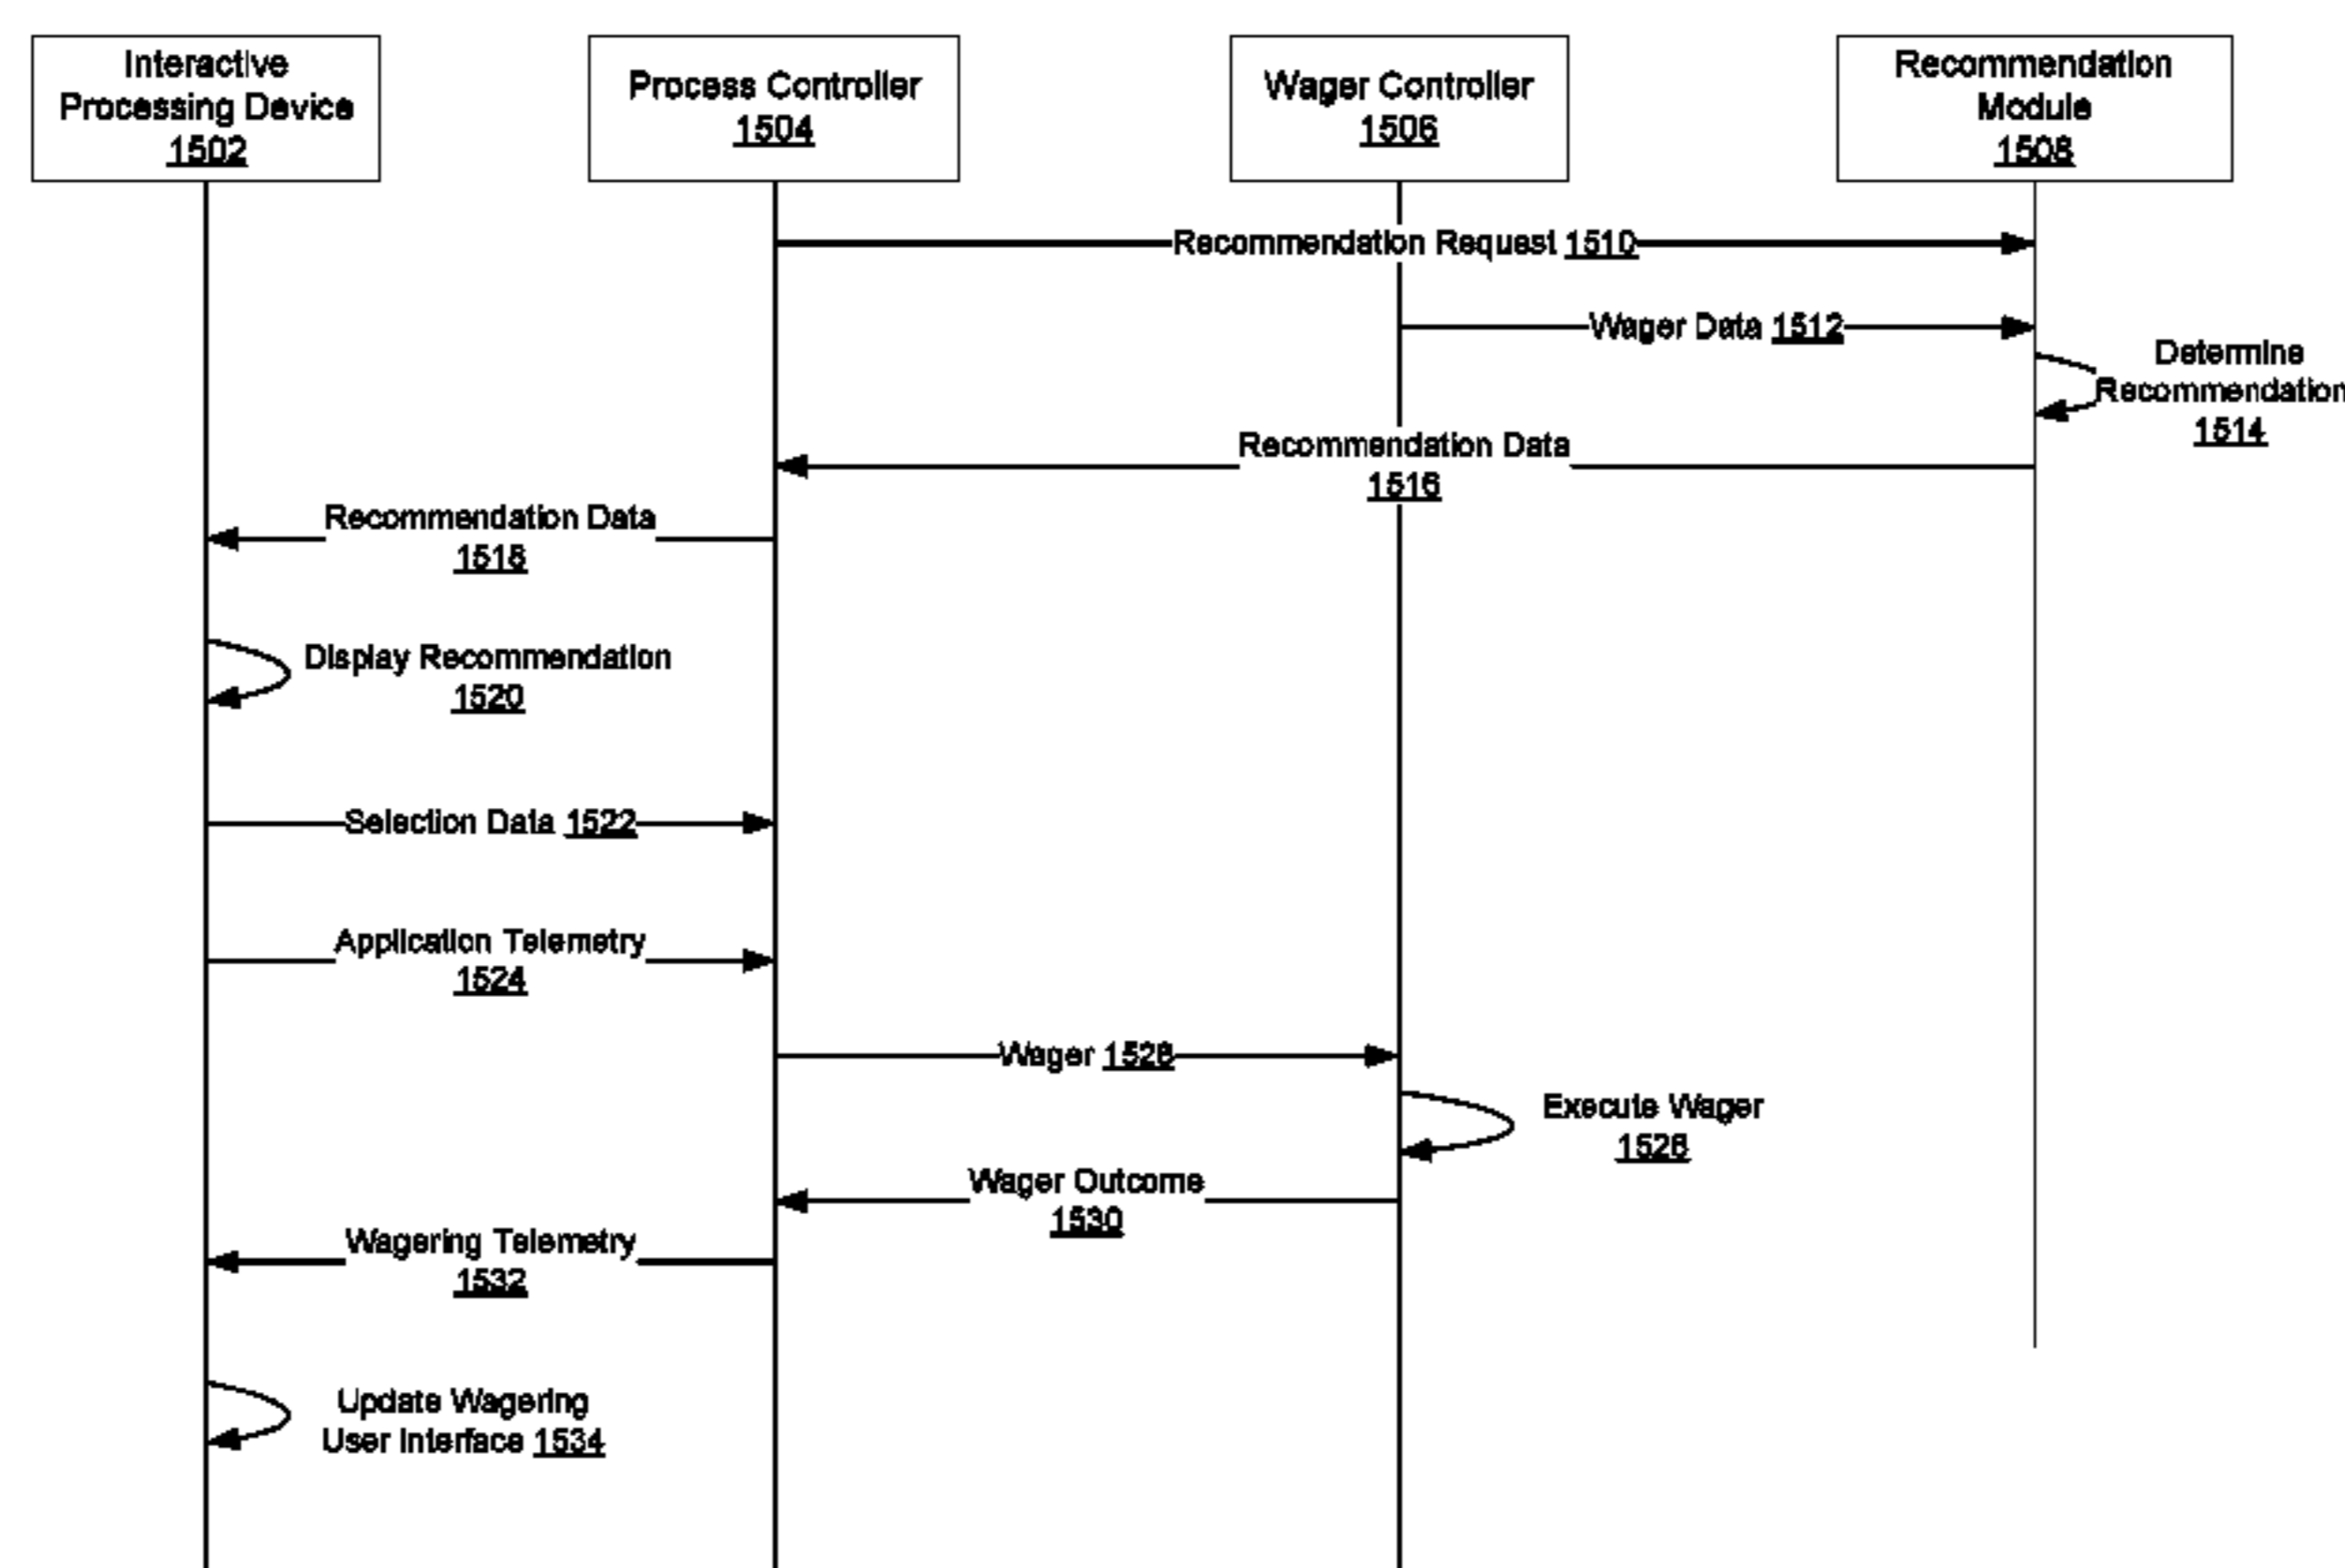 Interactive
Processing Device
1502
Process Controller
1504
Wager Controller
1506
Recommendation
Module
1508
Recommendation Request 1510
Wager Data 1512
Determine
Recommendation
1514
Recommendation Data
1516
Recommendation Data
1518
Display Recommendation
1520
Selection Data 1522
Application Telemetry
1524
Wager 1526
Execute Wager
1528
Wager Outcome
1530
Wagering Telemetry
1532
Update Wagering
User Interface 1534